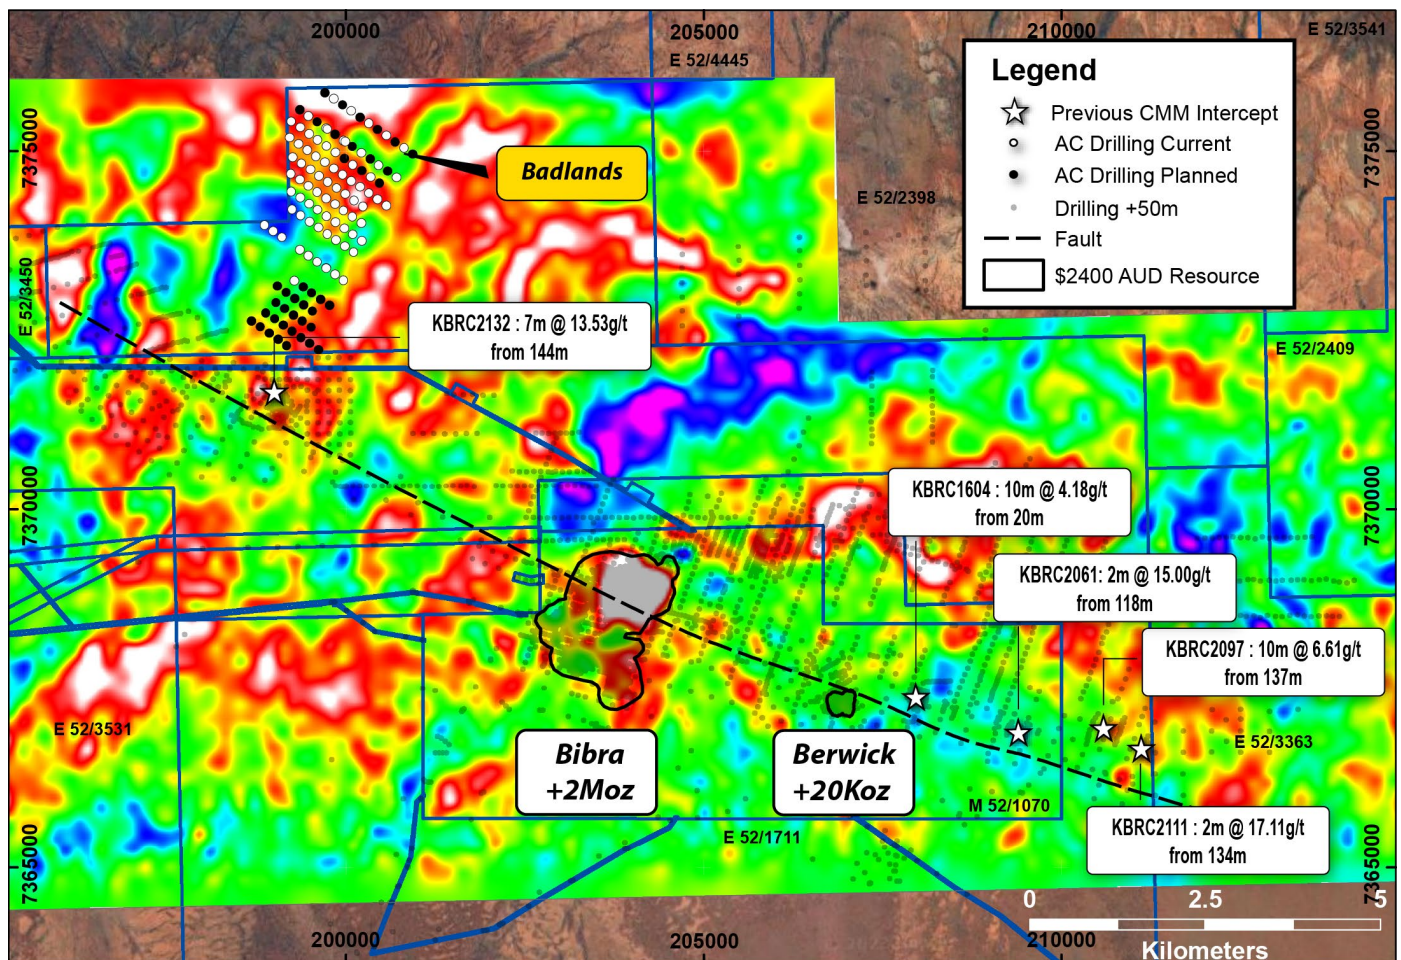 200000
205000
210000
E 52/3541
E 52/4445
Legend
Previous CMM Intercept
AC Drilling Current
AC Drilling Planned
Drilling +50m
Fault
$2400 AUD Resource
7375000
7375000
Badlands
E 52/2398
E 52/3450
KBRC2132 : 7m @ 13.53g/t
from 144m
E 52/2409
7370000
7370000
KBRC1604 : 10m @ 4.18g/t
from 20m
KBRC2061: 2m @ 15.00g/t
from 118m
KBRC2097 : 10m @ 6.61g/t
from 137m
E 52/3531
E 52/3363
Bibra
+2Moz
Berwick
+20Koz
M 52/1070
KBRC2111 : 2m @ 17.11g/t
from 134m
E 52/1711
7365000
7365000
0
2.5
5
Kilometers
200000
205000
210000